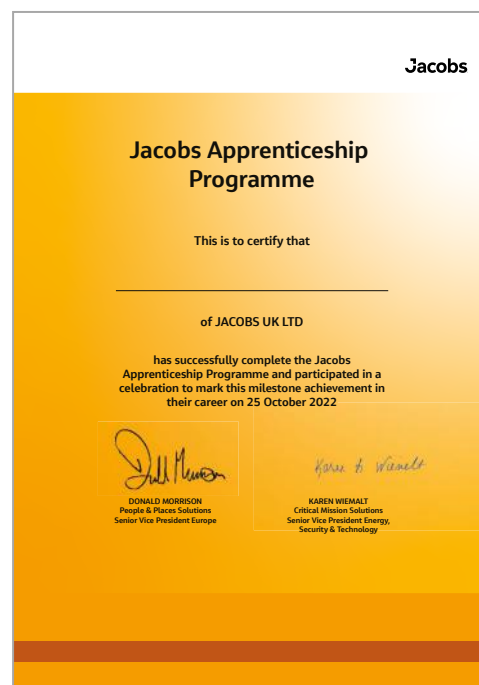 Jacobs
Jacobs Apprenticeship
Programme
This is to certify that
of JACOBS UK LTD
has successfully complete the Jacobs
Apprenticeship Programme and participated in a
celebration to mark this milestone achievement in
their career on 25 October 2022
Karen Wiemalt
DONALD MORRISON
People & Places Solutions
Senior Vice President Europe
KAREN WIEMALT
Critical Mission Solutions
Senior Vice President Energy,
Security & Technology